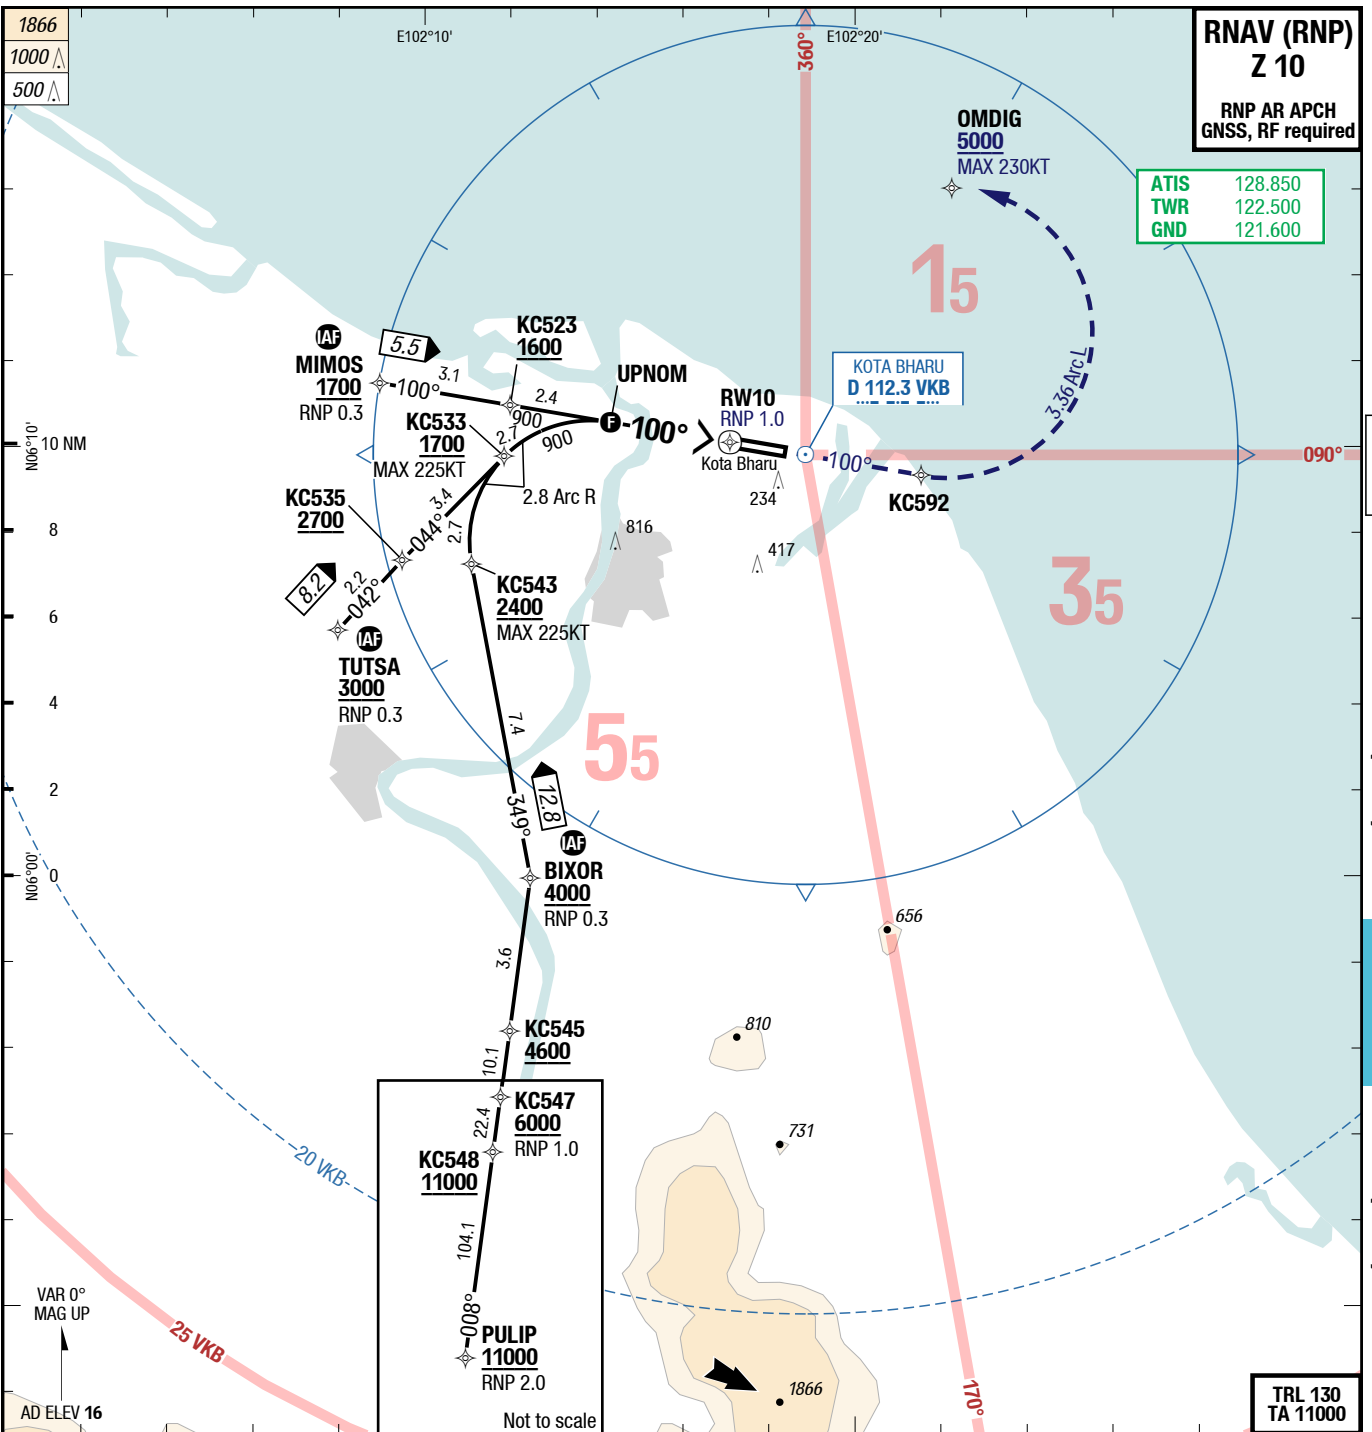 1866
1000
500
E102°10'
E102°20'
360°
RNAV (RNP)
Z 10
RNP AR APCH
GNSS, RF required
OMDIG
5000
MAX 230KT
ATIS 128.850
TWR 122.500
GND 121.600
15
IAF
MIMOS
1700
RNP 0.3
5.5
3.1
100°
KC523
1600
2.4
900
UPNOM
F
100°
RW10
RNP 1.0
Kota Bharu
KOTA BHARU
D 112.3 VKB
3.36 Arc L
100°
KC592
090°
N06°10'
10 NM
KC533
1700
MAX 225KT
2.7
900
2.8 Arc R
234
816
417
KC535
2700
3.4
044°
2.7
8
8.2
2.2
042°
IAF
TUTSA
3000
RNP 0.3
KC543
2400
MAX 225KT
35
6
4
7.4
55
2
349°
12.8
IAF
BIXOR
4000
RNP 0.3
N06°00'
0
656
3.6
KC545
4600
810
10.1
KC547
6000
RNP 1.0
731
22.4
KC548
11000
20 VKB
104.1
008°
PULIP
11000
RNP 2.0
Not to scale
VAR 0°
MAG UP
25 VKB
1866
170°
AD ELEV 16
TRL 130
TA 11000